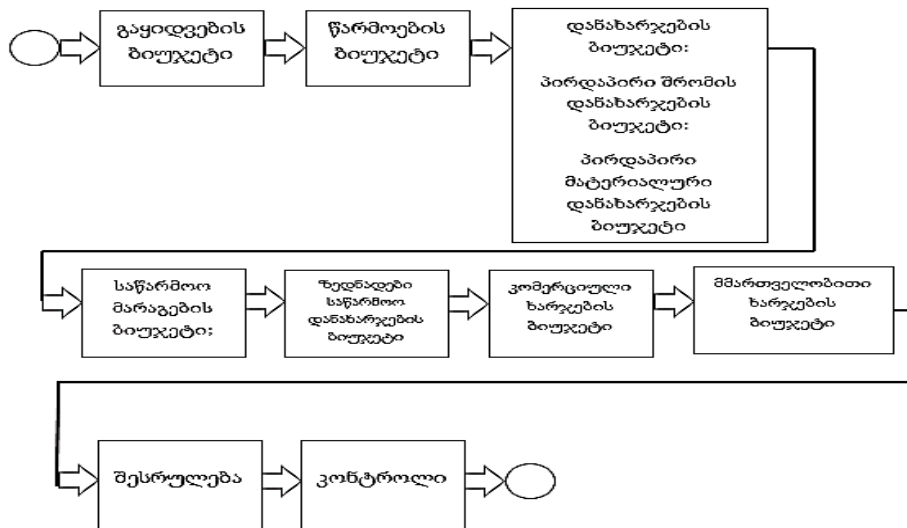 გაყიდვების
ბიუჯეტი
წარმოების
ბიუჯეტი
დანახარჯების
ბიუჯეტი:
პირდაპირი შრომის
დანახარჯების
ბიუჯეტი:
პირდაპირი
მატერიალური
დანახარჯების
ბიუჯეტი
საწარმოო
მარაგების
ბიუჯეტი;
ზედნადები
საწარმოო
დანახარჯების
ბიუჯეტი
კომერციული
ხარჯების
ბიუჯეტი
მმართველობითი
ხარჯების
ბიუჯეტი
შესრულება
კონტროლი